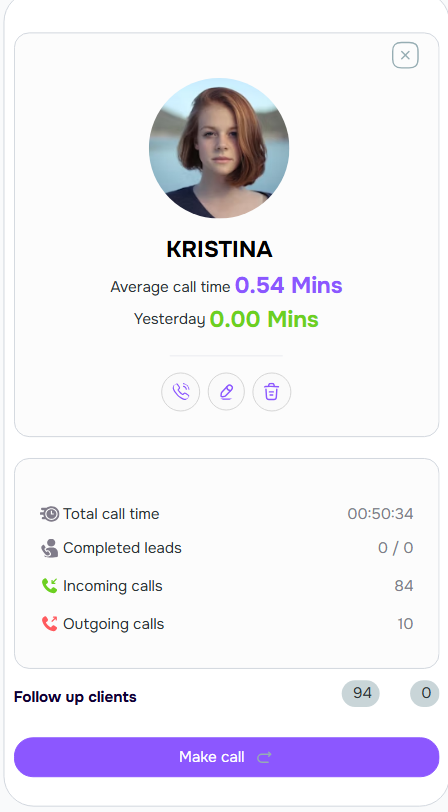 KRISTINA
Average call time 0.54 Mins
Yesterday 0.00 Mins
Total call time 00:50:34
Completed leads 0 / 0
Incoming calls 84
Outgoing calls 10
Follow up clients 94 0
Make call